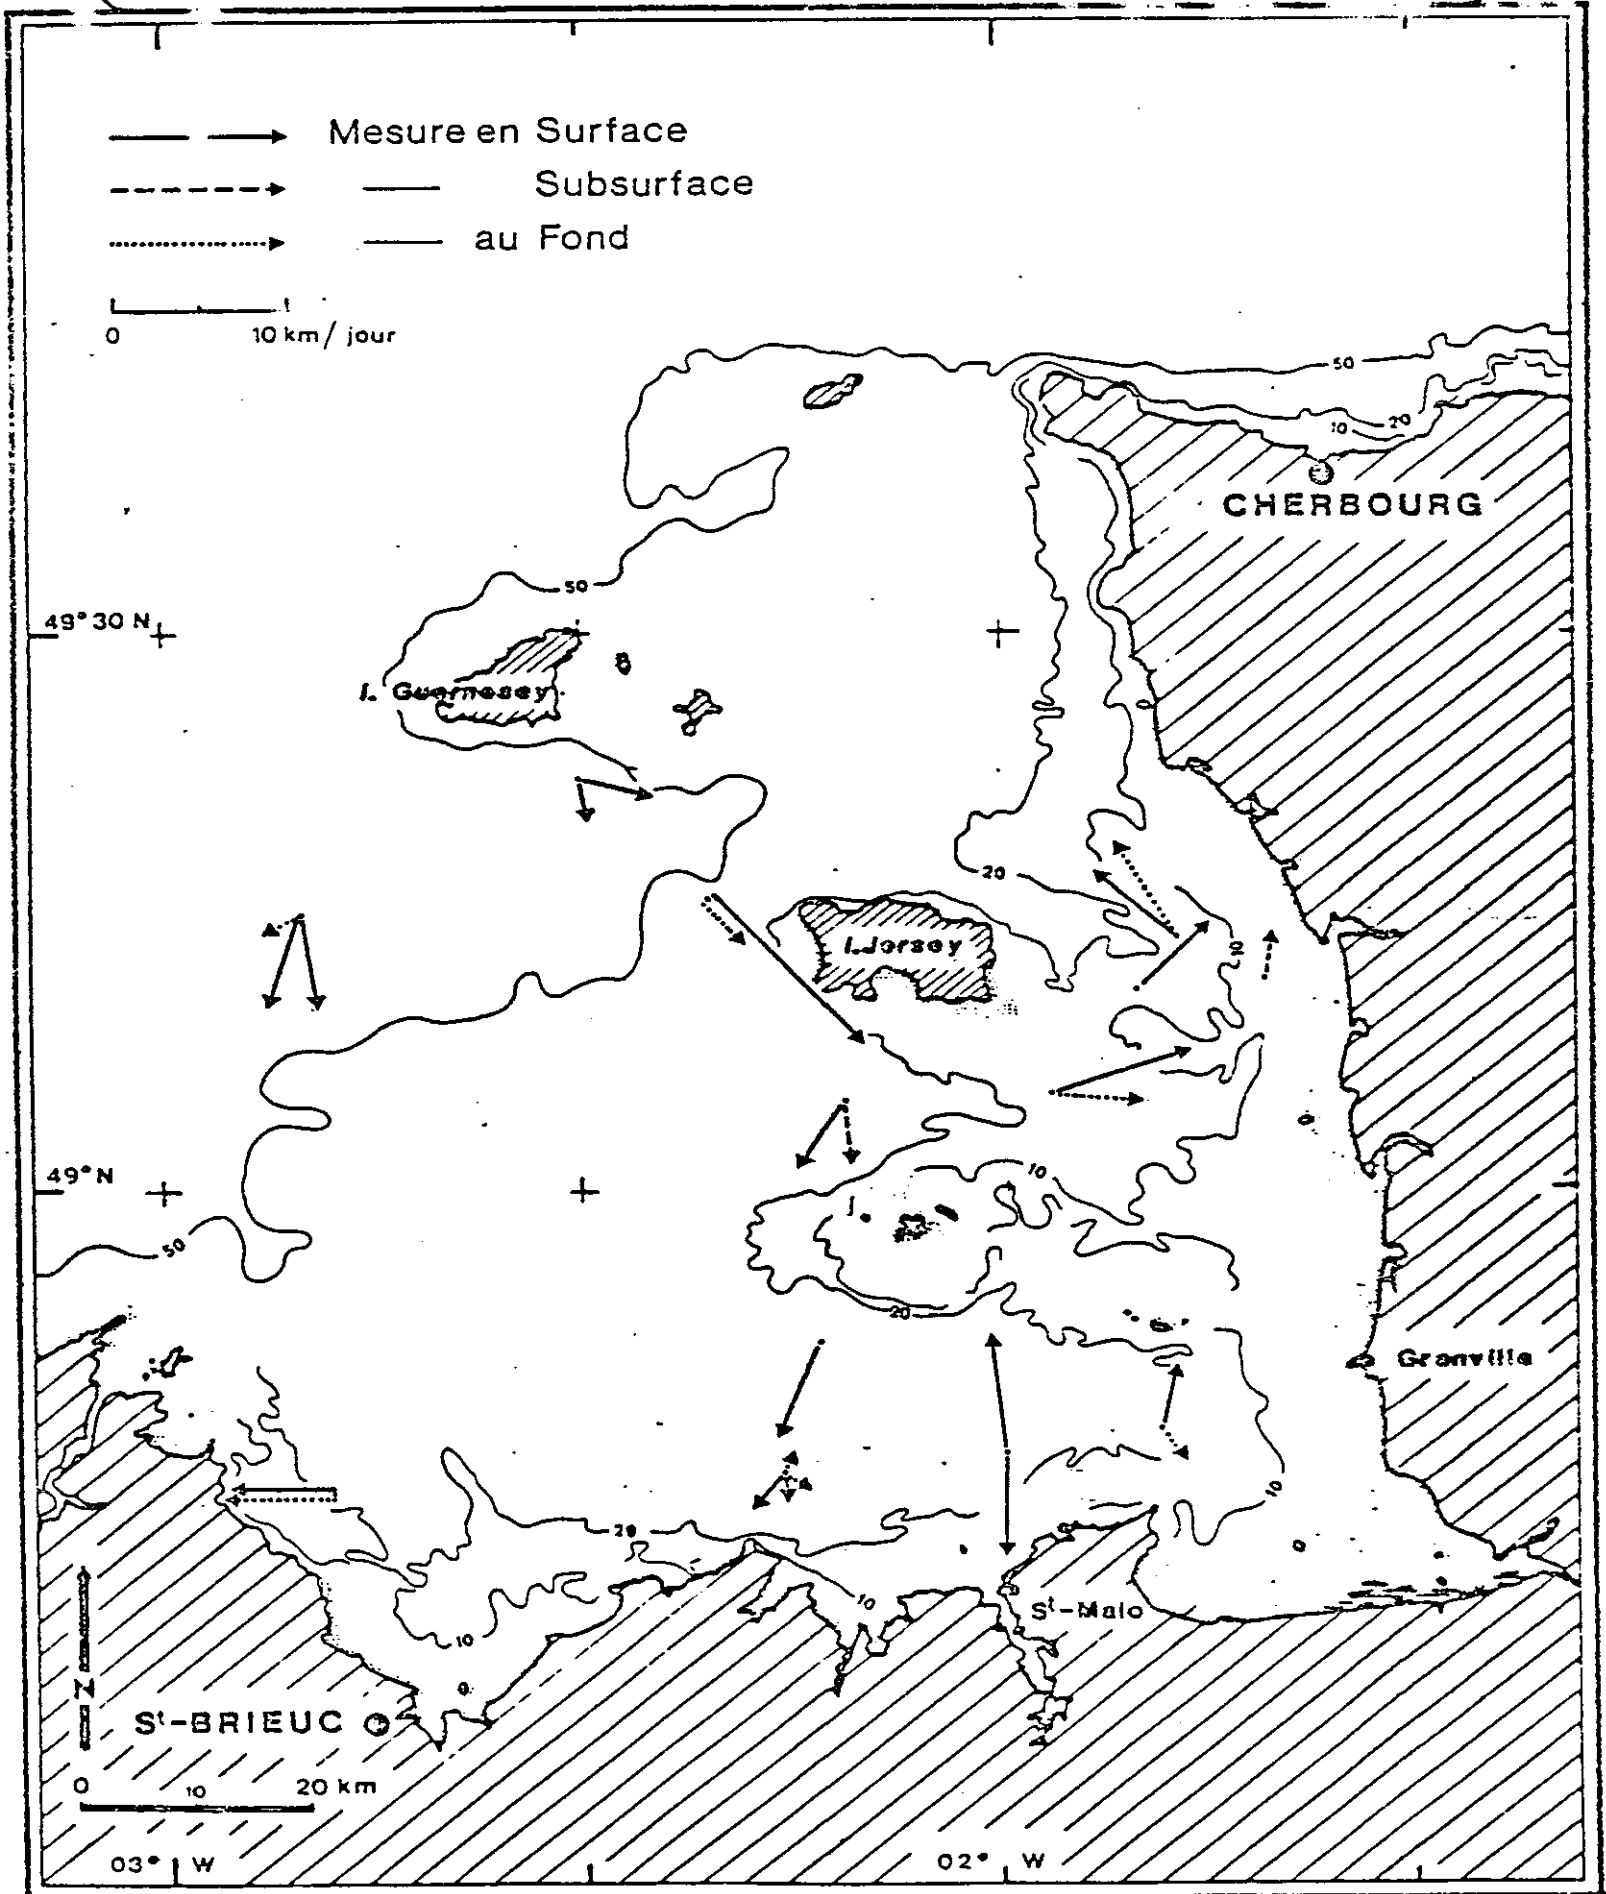 Mesure en Surface
Subsurface
au Fond
0 10 km/ jour
50
10 20
CHERBOURG
50
49° 30 N
I. Guernesey
20
I. Jersey
10
49° N
10
50
20
Granville
10
20
10
St-Malo
10
St-BRIEUC
N
0 10 20 km
03° W 02° W